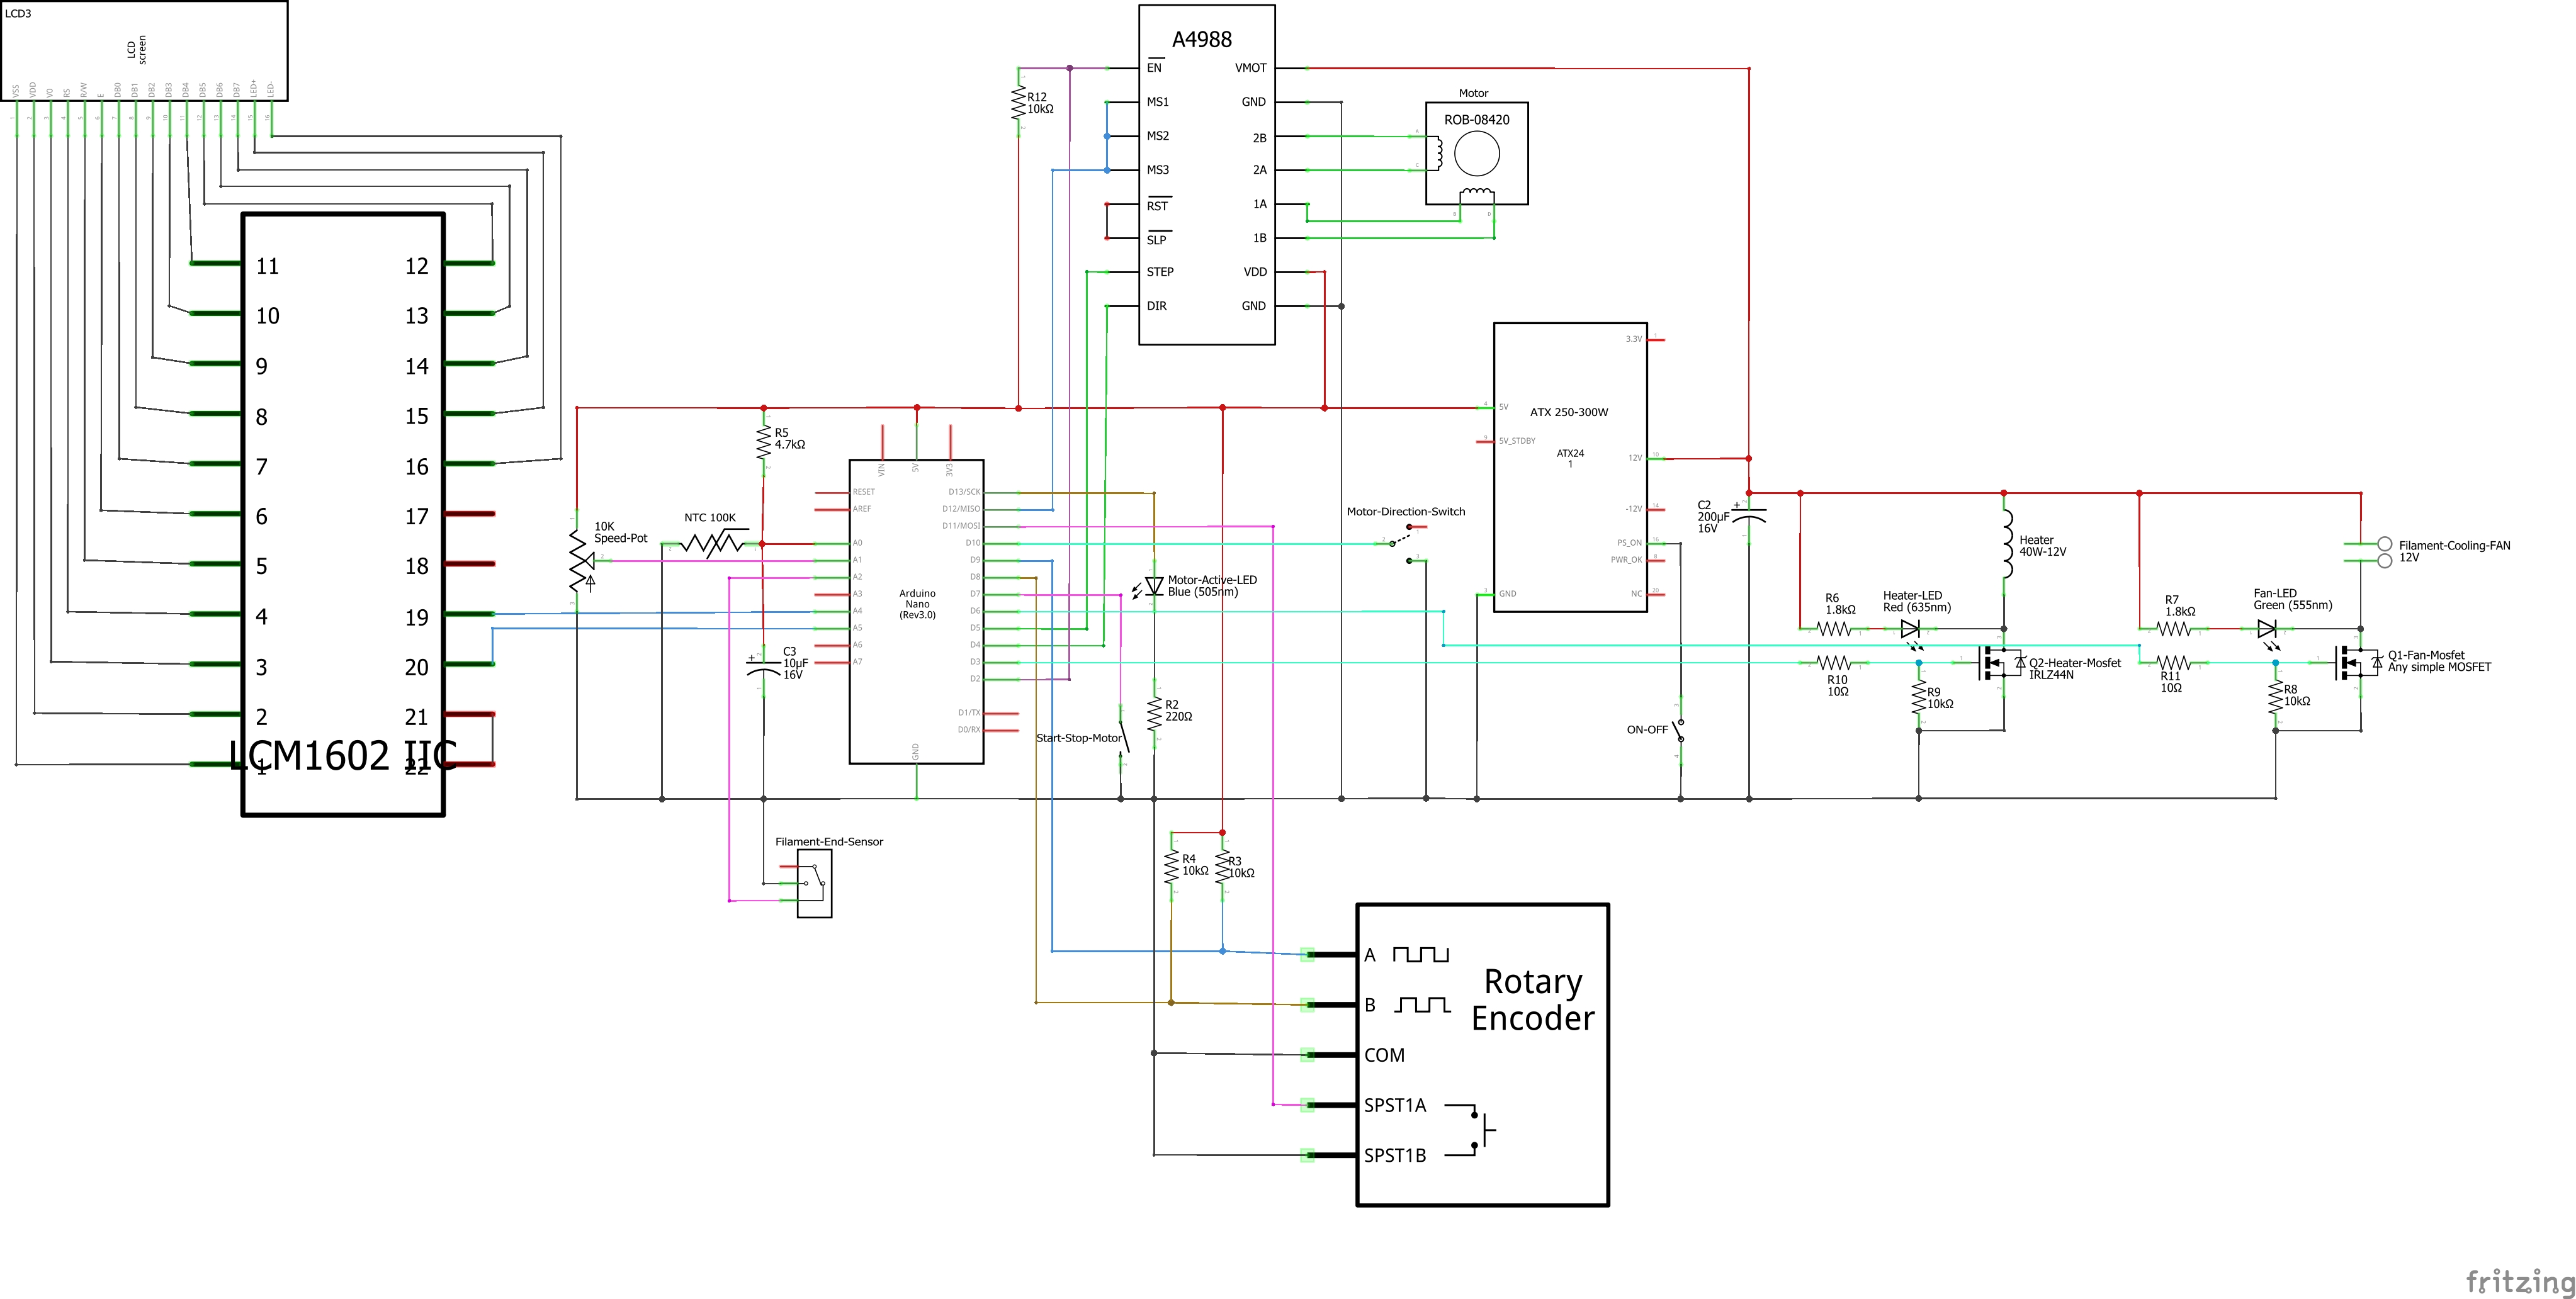 LCD3
LCD
screen
VSS
VDD
V0
RS
R/W
E
DB0
DB1
DB2
DB3
DB4
DB5
DB6
DB7
LED+
LED-
1
2
3
4
5
6
7
8
9
10
11
12
13
14
15
16
11
10
9
8
7
6
5
4
3
2
1
12
13
14
15
16
17
18
19
20
21
22
LCM1602 IIC
A4988
EN
MS1
MS2
MS3
RST
SLP
STEP
DIR
VMOT
GND
2B
2A
1A
1B
VDD
GND
R12
10kΩ
Motor
ROB-08420
A
C
B
D
R5
4.7kΩ
NTC 100K
10K
Speed-Pot
C3
10µF
16V
VIN
5V
3V3
RESET
AREF
A0
A1
A2
A3
A4
A5
A6
A7
Arduino
Nano
(Rev3.0)
D13/SCK
D12/MISO
D11/MOSI
D10
D9
D8
D7
D6
D5
D4
D3
D2
D1/TX
D0/RX
GND
Motor-Active-LED
Blue (505nm)
R2
220Ω
Start-Stop-Motor
Motor-Direction-Switch
ATX 250-300W
ATX24
1
3.3V
5V
5V_STDBY
12V
-12V
PS_ON
PWR_OK
GND
NC
1
4
9
10
14
16
8
3
20
ON-OFF
C2
200µF
16V
Heater
40W-12V
Filament-Cooling-FAN
12V
R6
1.8kΩ
Heater-LED
Red (635nm)
R10
10Ω
R9
10kΩ
Q2-Heater-Mosfet
IRLZ44N
R7
1.8kΩ
Fan-LED
Green (555nm)
R11
10Ω
R8
10kΩ
Q1-Fan-Mosfet
Any simple MOSFET
Filament-End-Sensor
R4
10kΩ
R3
10kΩ
Rotary
Encoder
A
B
COM
SPST1A
SPST1B
fritzing